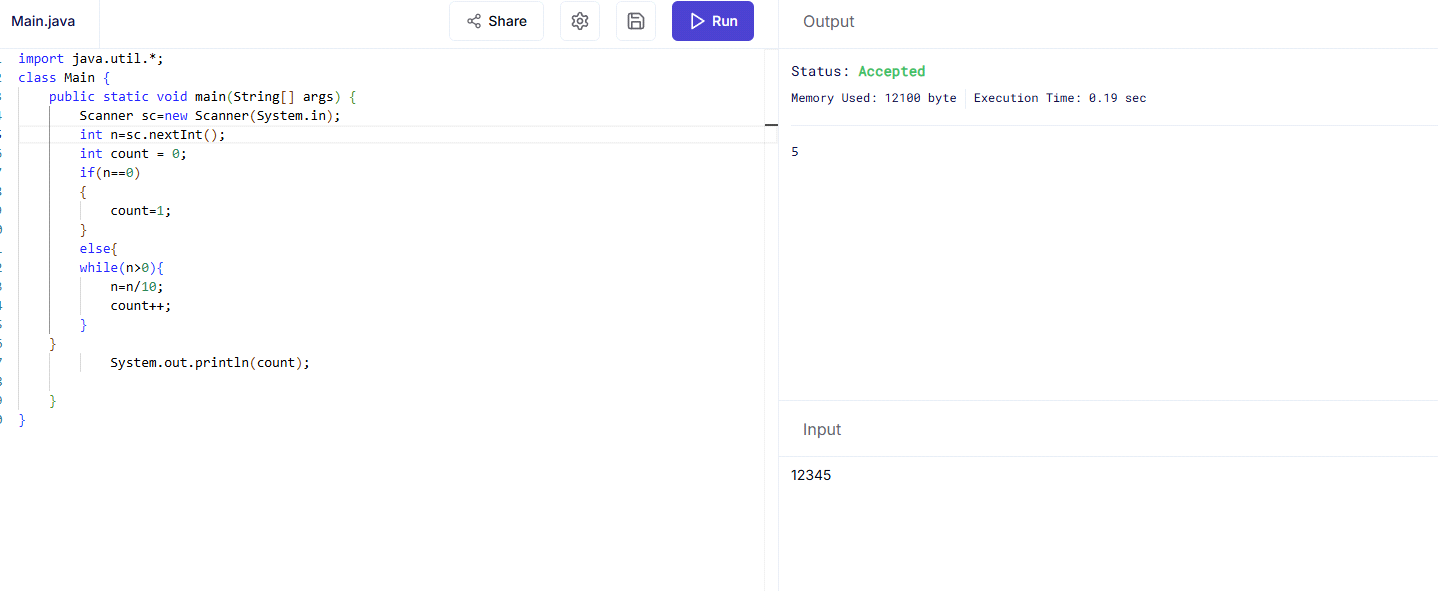 Main.java
Share
Run
import java.util.*;
class Main {
public static void main(String[] args) {
Scanner sc=new Scanner(System.in);
int n=sc.nextInt();
int count = 0;
if(n==0)
{
count=1;
}
else{
while(n>0){
n=n/10;
count++;
}
}
System.out.println(count);
}
}
Output
Status: Accepted
Memory Used: 12100 byte Execution Time: 0.19 sec
5
Input
12345